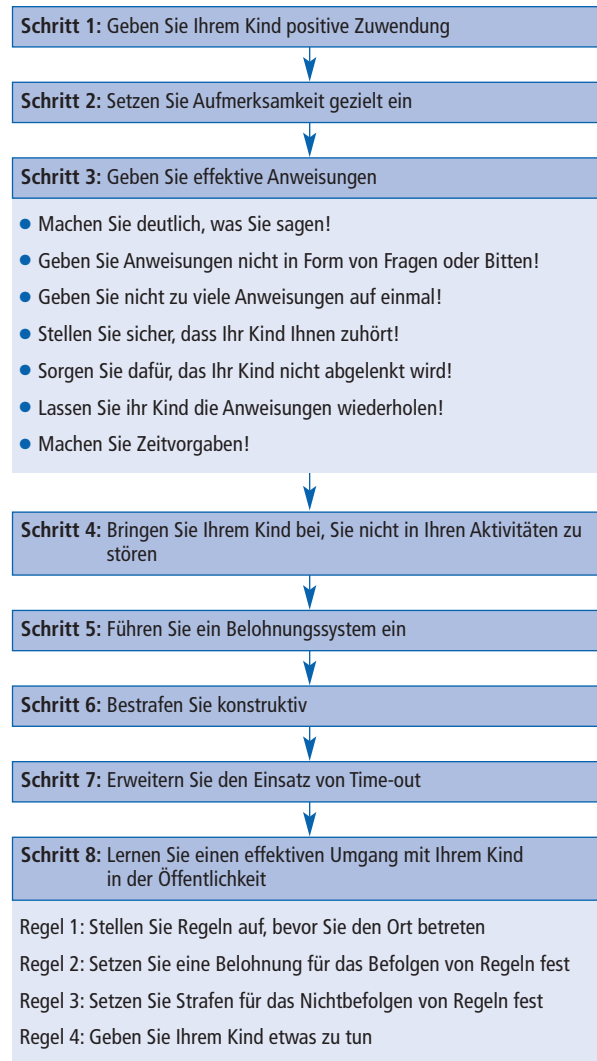 Schritt 1: Geben Sie Ihrem Kind positive Zuwendung
Schritt 2: Setzen Sie Aufmerksamkeit gezielt ein
Schritt 3: Geben Sie effektive Anweisungen
● Machen Sie deutlich, was Sie sagen!
● Geben Sie Anweisungen nicht in Form von Fragen oder Bitten!
● Geben Sie nicht zu viele Anweisungen auf einmal!
● Stellen Sie sicher, dass Ihr Kind Ihnen zuhört!
● Sorgen Sie dafür, das Ihr Kind nicht abgelenkt wird!
● Lassen Sie ihr Kind die Anweisungen wiederholen!
● Machen Sie Zeitvorgaben!
Schritt 4: Bringen Sie Ihrem Kind bei, Sie nicht in Ihren Aktivitäten zu
stören
Schritt 5: Führen Sie ein Belohnungssystem ein
Schritt 6: Bestrafen Sie konstruktiv
Schritt 7: Erweitern Sie den Einsatz von Time-out
Schritt 8: Lernen Sie einen effektiven Umgang mit Ihrem Kind
in der Öffentlichkeit
Regel 1: Stellen Sie Regeln auf, bevor Sie den Ort betreten
Regel 2: Setzen Sie eine Belohnung für das Befolgen von Regeln fest
Regel 3: Setzen Sie Strafen für das Nichtbefolgen von Regeln fest
Regel 4: Geben Sie Ihrem Kind etwas zu tun